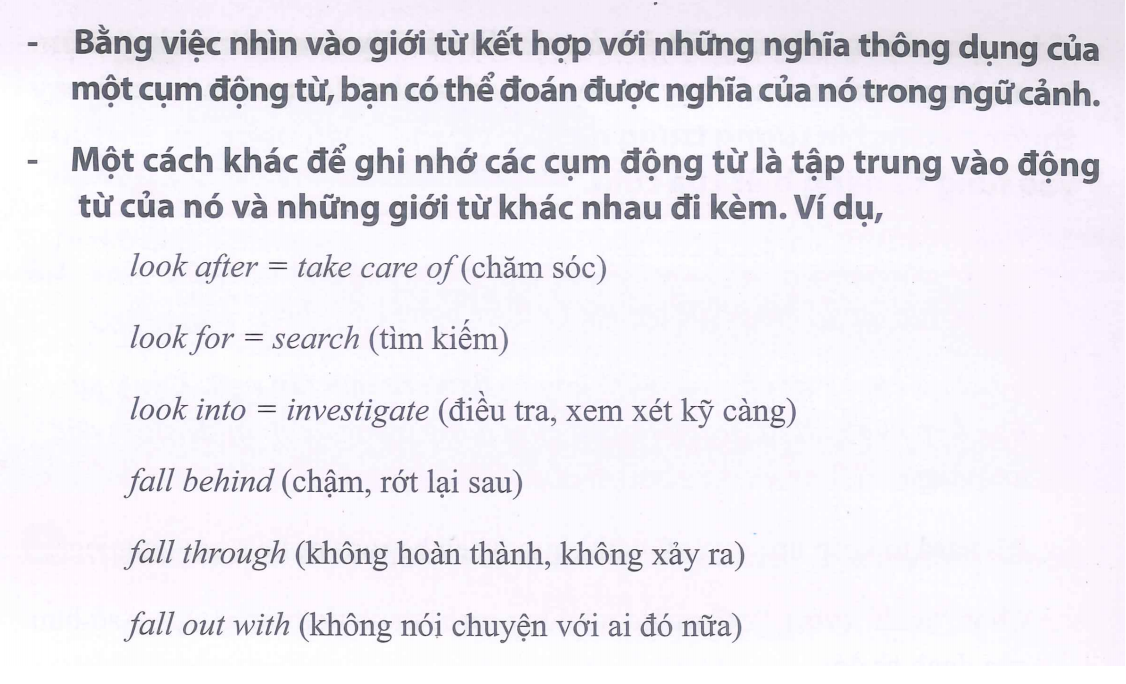 - Bằng việc nhìn vào giới từ kết hợp với những nghĩa thông dụng của
một cụm động từ, bạn có thể đoán được nghĩa của nó trong ngữ cảnh.
- Một cách khác để ghi nhớ các cụm động từ là tập trung vào động
từ của nó và những giới từ khác nhau đi kèm. Ví dụ,
look after = take care of (chăm sóc)
look for = search (tìm kiếm)
look into = investigate (điều tra, xem xét kỹ càng)
fall behind (chậm, rớt lại sau)
fall through (không hoàn thành, không xảy ra)
fall out with (không nói chuyện với ai đó nữa)